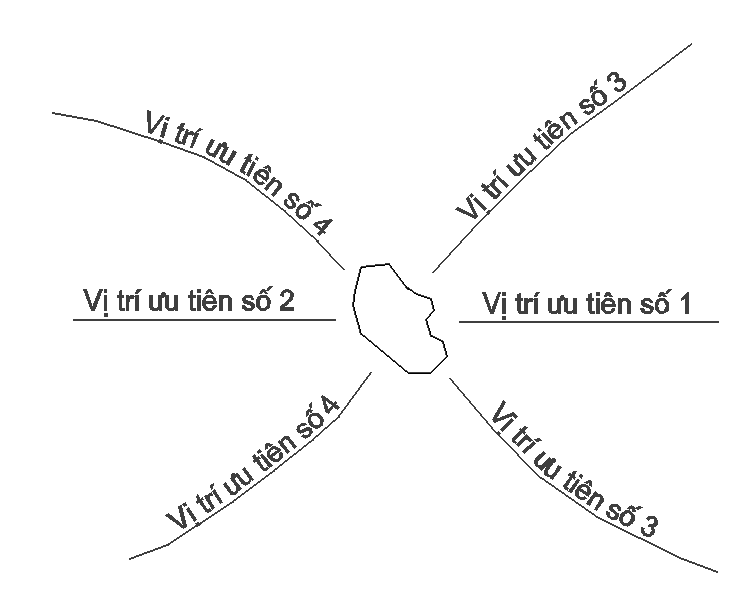 Vị trí ưu tiên số 4
Vị trí ưu tiên số 3
Vị trí ưu tiên số 2
Vị trí ưu tiên số 1
Vị trí ưu tiên số 4
Vị trí ưu tiên số 3